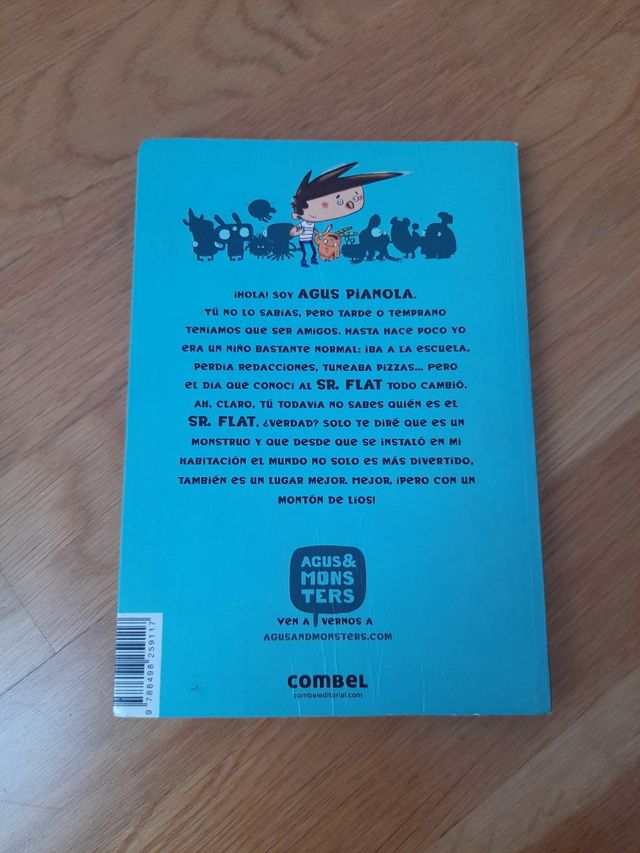 ¡HOLA! SOY AGUS PIANOLA.
TÚ NO LO SABÍAS, PERO TARDE O TEMPRANO
TENÍAMOS QUE SER AMIGOS. HASTA HACE POCO YO
ERA UN NIÑO BASTANTE NORMAL: IBA A LA ESCUELA,
PERDÍA REDACCIONES, TUNEABA PIZZAS... PERO
EL DÍA QUE CONOCÍ AL SR. FLAT TODO CAMBIÓ.
AH, CLARO, TÚ TODAVÍA NO SABES QUIÉN ES EL
SR. FLAT, ¿VERDAD? SOLO TE DIRÉ QUE ES UN
MONSTRUO Y QUE DESDE QUE SE INSTALÓ EN MI
HABITACIÓN EL MUNDO NO SOLO ES MÁS DIVERTIDO,
TAMBIÉN ES UN LUGAR MEJOR. MEJOR, ¡PERO CON UN
MONTÓN DE LÍOS!
AGUS&
MONS
TERS
VEN A VERNOS A
AGUSANDMONSTERS.COM
COMBEL
combeleditorial.com
9 788498 259117